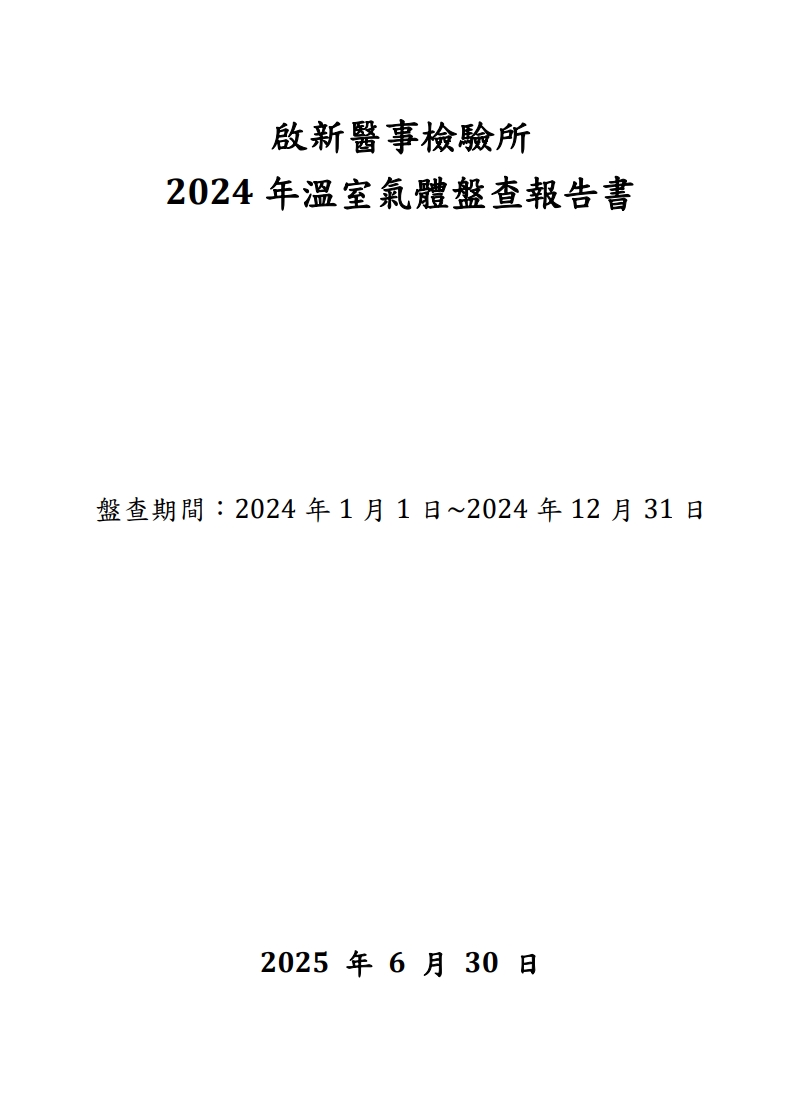 啟新醫事檢驗所
2024 年溫室氣體盤查報告書
盤查期間：2024 年 1 月 1 日~2024 年 12 月 31 日
2025 年 6 月 30 日